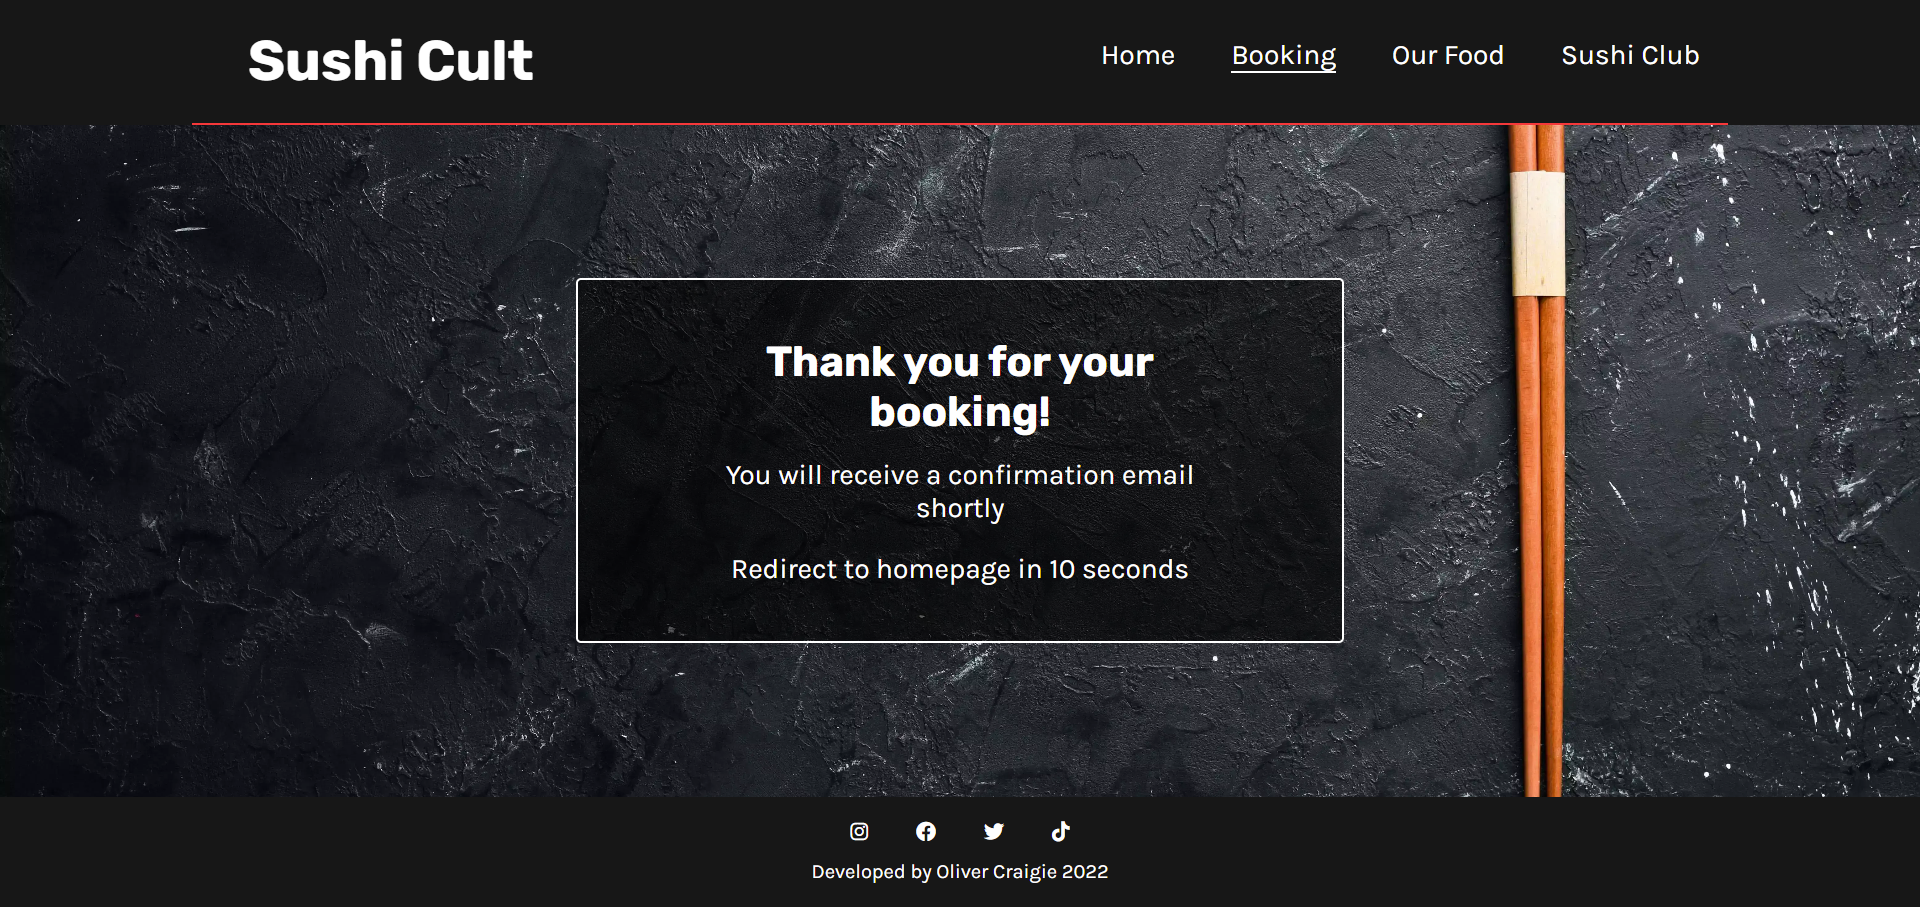 Sushi Cult
Home Booking Our Food Sushi Club
Thank you for your
booking!
You will receive a confirmation email
shortly
Redirect to homepage in 10 seconds
Developed by Oliver Craigie 2022